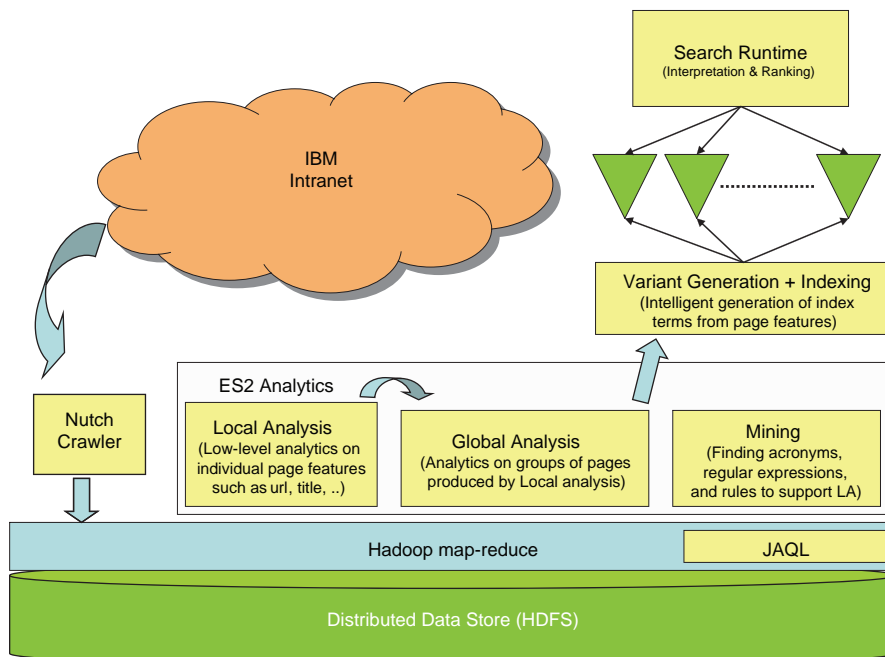 Search Runtime
(Interpretation & Ranking)
IBM
Intranet
Variant Generation + Indexing
(Intelligent generation of index
terms from page features)
ES2 Analytics
Nutch
Crawler
Local Analysis
(Low-level analytics on
individual page features
such as url, title, ..)
Global Analysis
(Analytics on groups of pages
produced by Local analysis)
Mining
(Finding acronyms,
regular expressions,
and rules to support LA)
Hadoop map-reduce
JAQL
Distributed Data Store (HDFS)